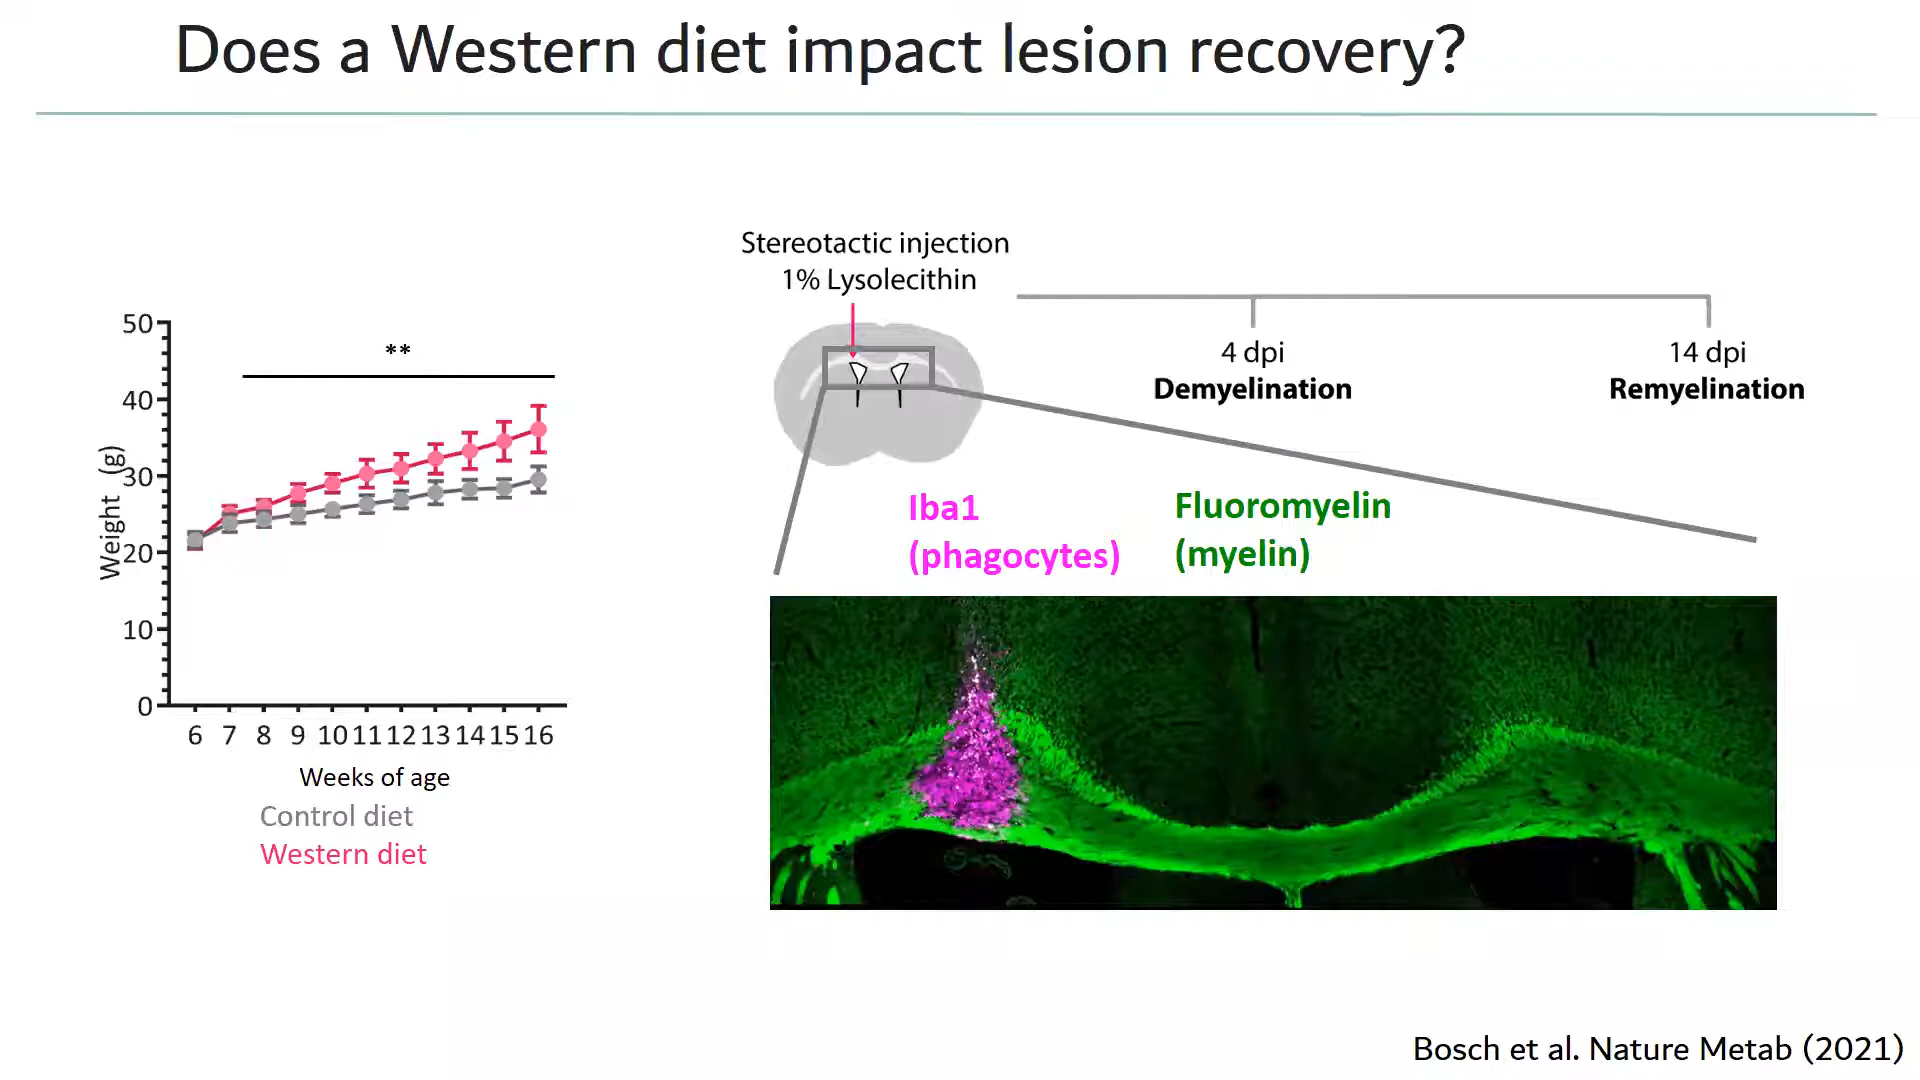 Does a Western diet impact lesion recovery?
Stereotactic injection
1% Lysolecithin
4 dpi
Demyelination
14 dpi
Remyelination
Iba1
(phagocytes)
Fluoromyelin
(myelin)
**
50
40
30
20
10
0
Weight (g)
6 7 8 9 10 11 12 13 14 15 16
Weeks of age
Control diet
Western diet
Bosch et al. Nature Metab (2021)